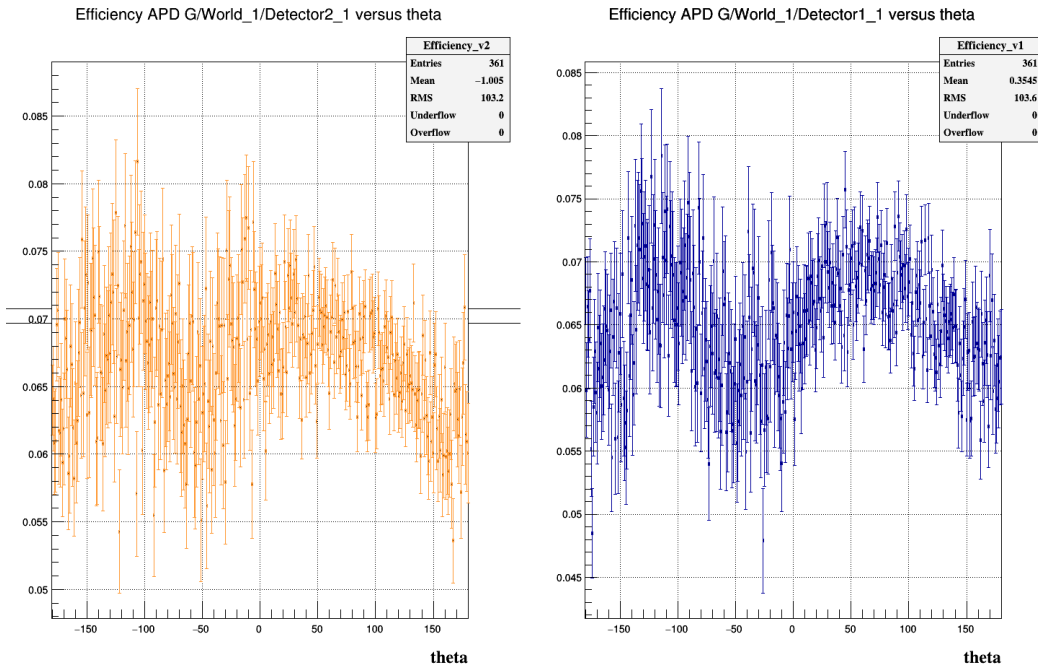 Efficiency APD G/World_1/Detector2_1 versus theta
Efficiency_v2
Entries 361
Mean −1.005
RMS 103.2
Underflow 0
Overflow 0
0.085
0.08
0.075
0.07
0.065
0.06
0.055
0.05
−150 −100 −50 0 50 100 150
theta
Efficiency APD G/World_1/Detector1_1 versus theta
Efficiency_v1
Entries 361
Mean 0.3545
RMS 103.6
Underflow 0
Overflow 0
0.085
0.08
0.075
0.07
0.065
0.06
0.055
0.05
0.045
−150 −100 −50 0 50 100 150
theta